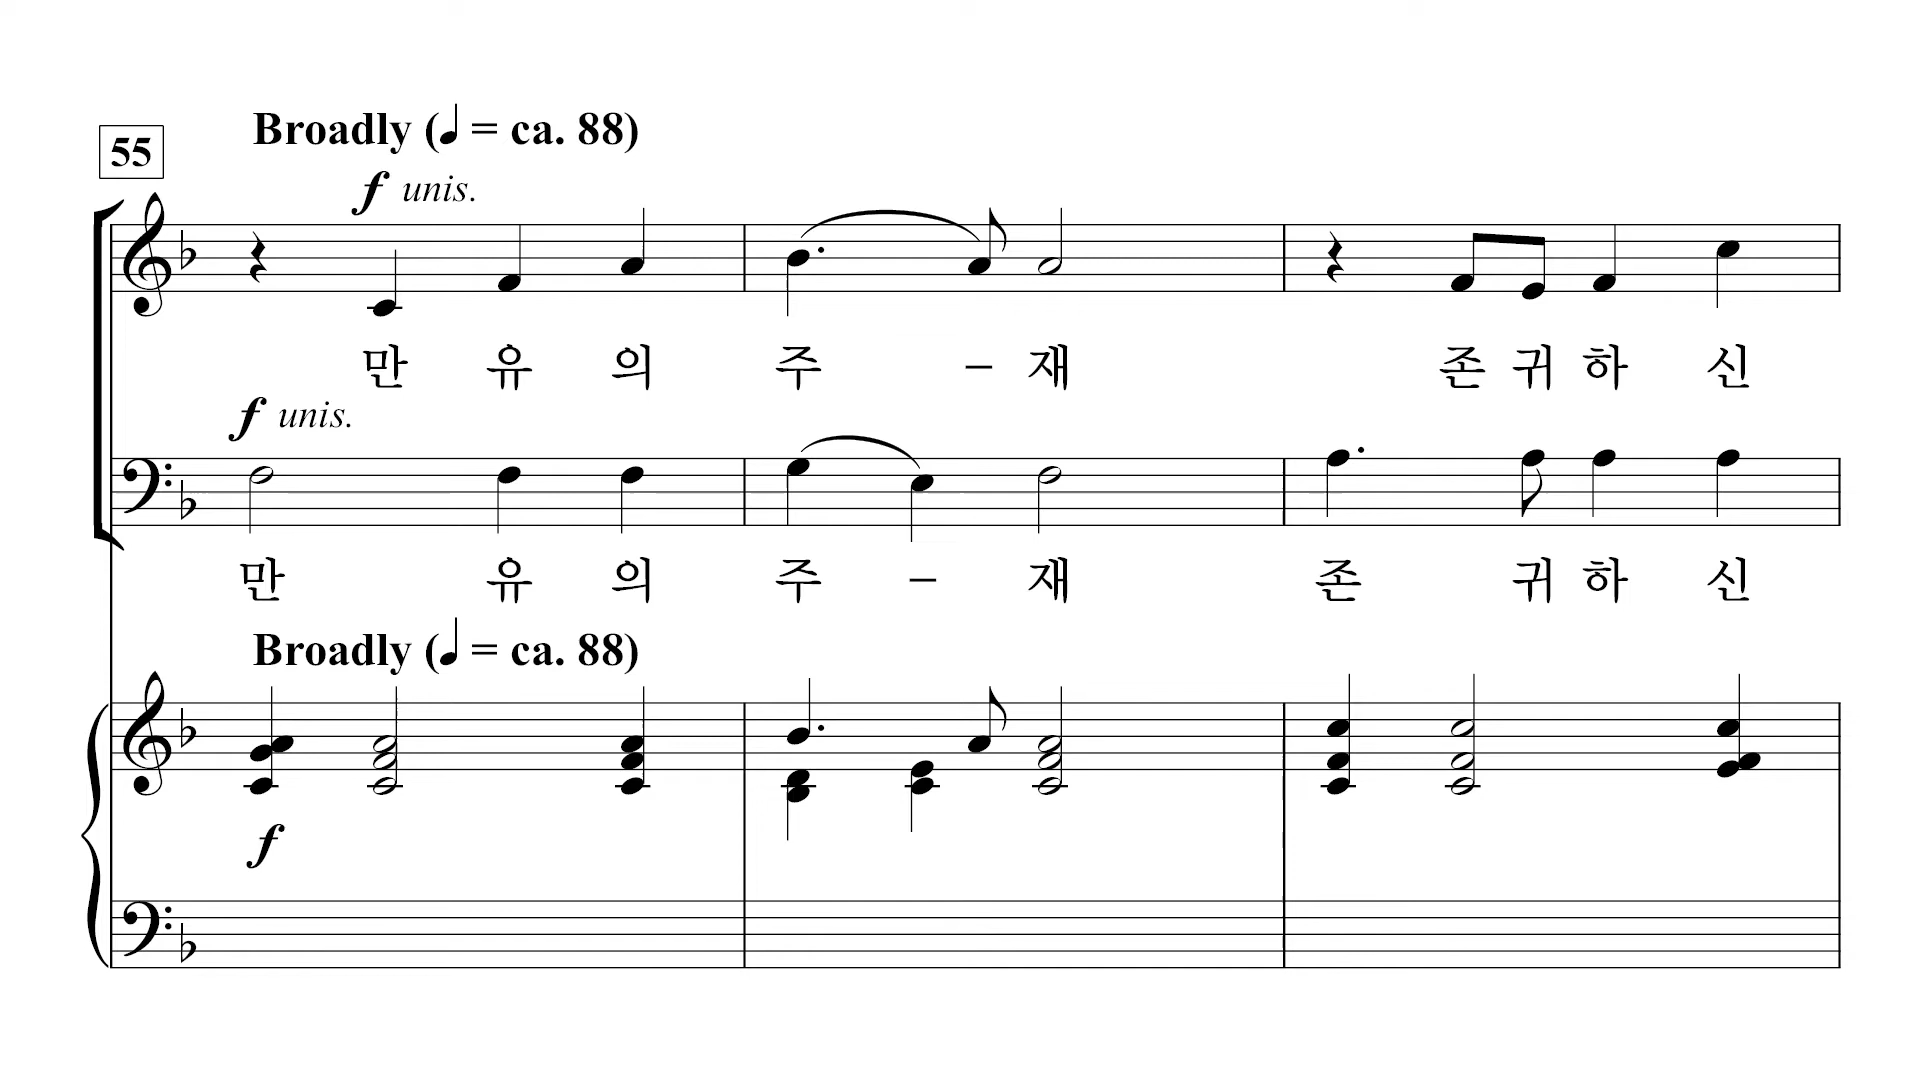 Broadly (♩ = ca. 88)
55
f unis.
만 유 의 주 – 재 존 귀 하 신
f unis.
만 유 의 주 – 재 존 귀 하 신
Broadly (♩ = ca. 88)
f